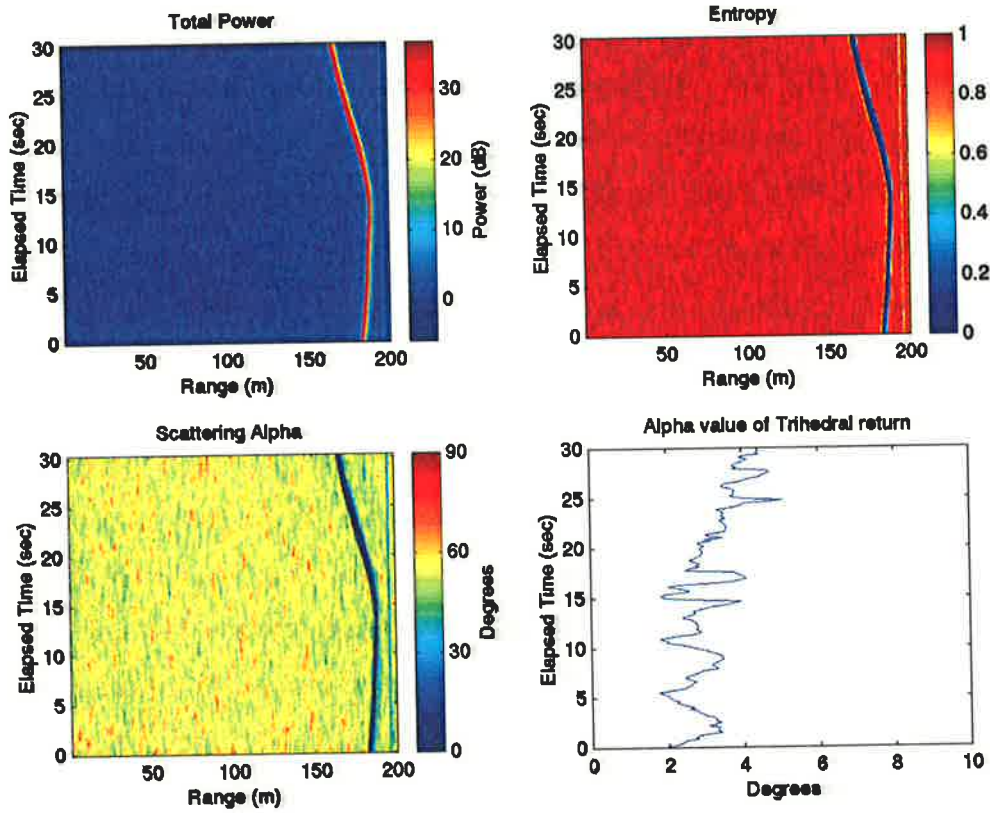 Total Power
30
25
20
15
10
5
0
Elapsed Time (sec)
50 100 150 200
Range (m)
30
20
10
0
Power (dB)
Entropy
30
25
20
15
10
5
0
Elapsed Time (sec)
50 100 150 200
Range (m)
1
0.8
0.6
0.4
0.2
0
Scattering Alpha
30
25
20
15
10
5
0
Elapsed Time (sec)
50 100 150 200
Range (m)
90
60
30
0
Degrees
Alpha value of Trihedral return
30
25
20
15
10
5
0
Elapsed Time (sec)
0 2 4 6 8 10
Degrees